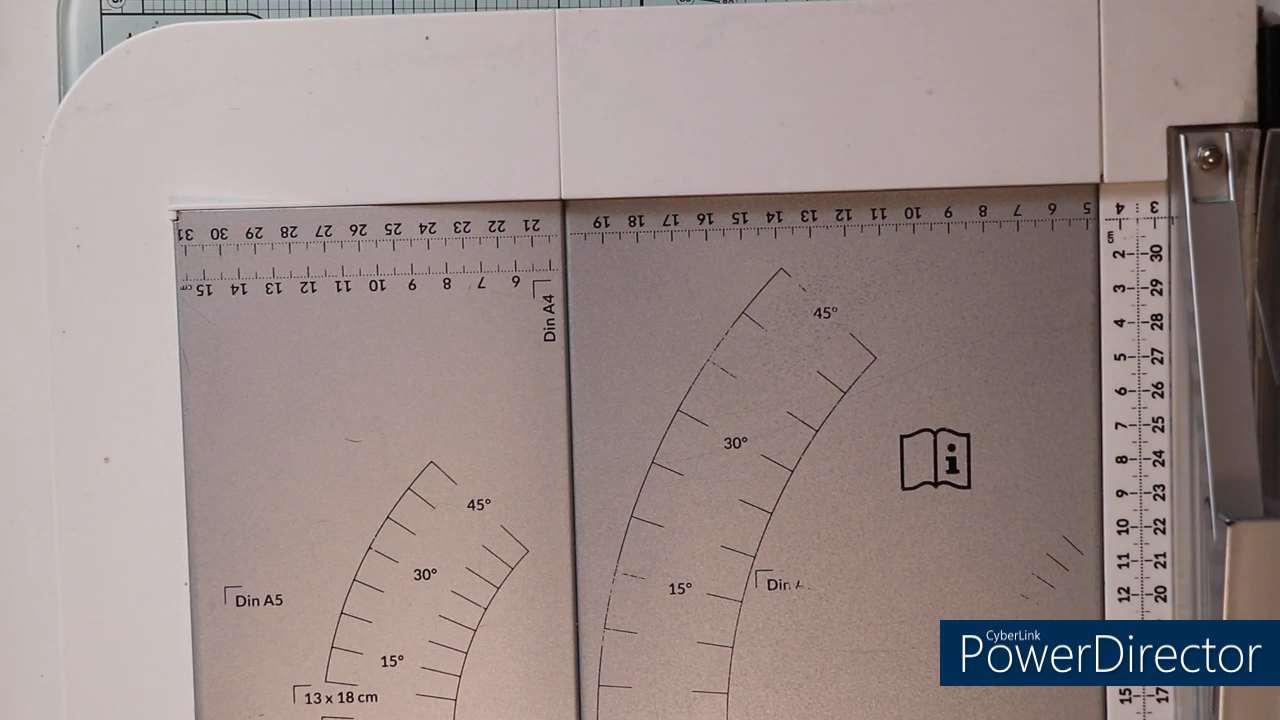 31 30 29 28 27 26 25 24 23 22 21 19 18 17 16 15 14 13 12 11 10 9 8 7 6 5 4 3
cm 15 14 13 12 11 10 9 8 7 6
Din A4
45°
30°
15°
Din
45°
30°
15°
Din A5
13 x 18 cm
2 30
3 29
4 28
5 27
6 26
7 25
8 24
9 23
10 22
11 21
12 20
15 17
CyberLink
PowerDirector